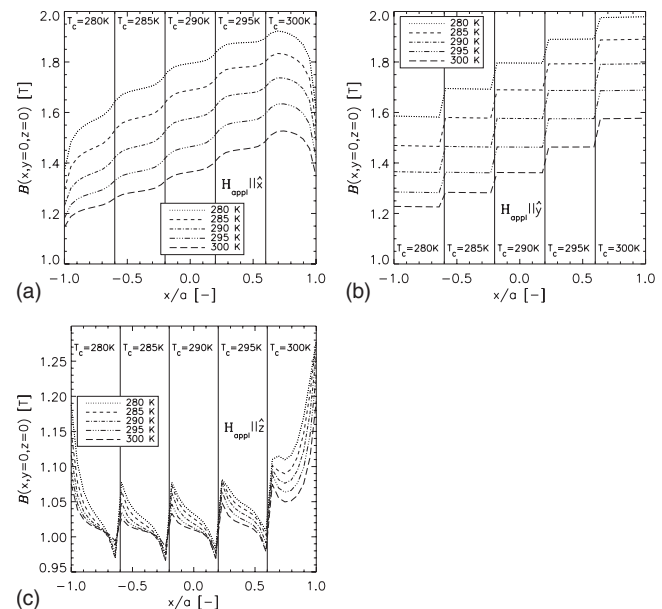 T_c=280K T_c=285K T_c=290K T_c=295K T_c=300K
2.0
1.8
1.6
1.4
1.2
1.0
B(x,y=0,z=0) [T]
H_appl||x̂
280 K
285 K
290 K
295 K
300 K
-1.0 -0.5 0.0 0.5 1.0
x/a [-]
(a)
2.0
1.8
1.6
1.4
1.2
1.0
B(x,y=0,z=0) [T]
280 K
285 K
290 K
295 K
300 K
H_appl||ŷ
T_c=280K T_c=285K T_c=290K T_c=295K T_c=300K
-1.0 -0.5 0.0 0.5 1.0
x/a [-]
(b)
T_c=280K T_c=285K T_c=290K T_c=295K T_c=300K
1.25
1.20
1.15
1.10
1.05
1.00
0.95
B(x,y=0,z=0) [T]
280 K
285 K
290 K
295 K
300 K
H_appl||ẑ
-1.0 -0.5 0.0 0.5 1.0
x/a [-]
(c)